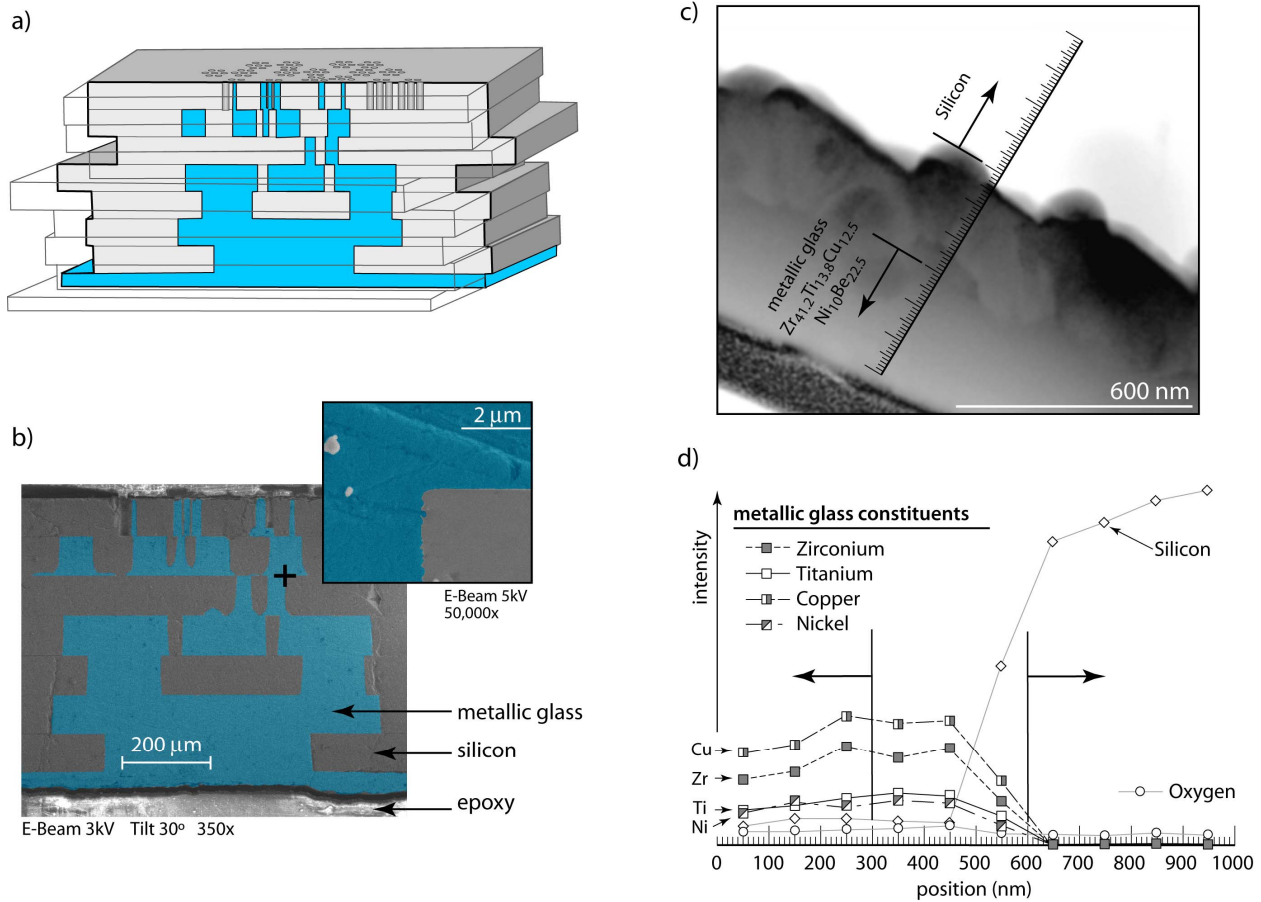 a)
b)
2 μm
E-Beam 5kV
50,000x
metallic glass
silicon
epoxy
200 μm
E-Beam 3kV Tilt 30º 350x
c)
Silicon
metallic glass
Zr41.2Ti13.8Cu12.5
Ni10Be22.5
600 nm
d)
intensity
metallic glass constituents
Zirconium
Titanium
Copper
Nickel
Silicon
Cu
Zr
Ti
Ni
Oxygen
0 100 200 300 400 500 600 700 800 900 1000
position (nm)